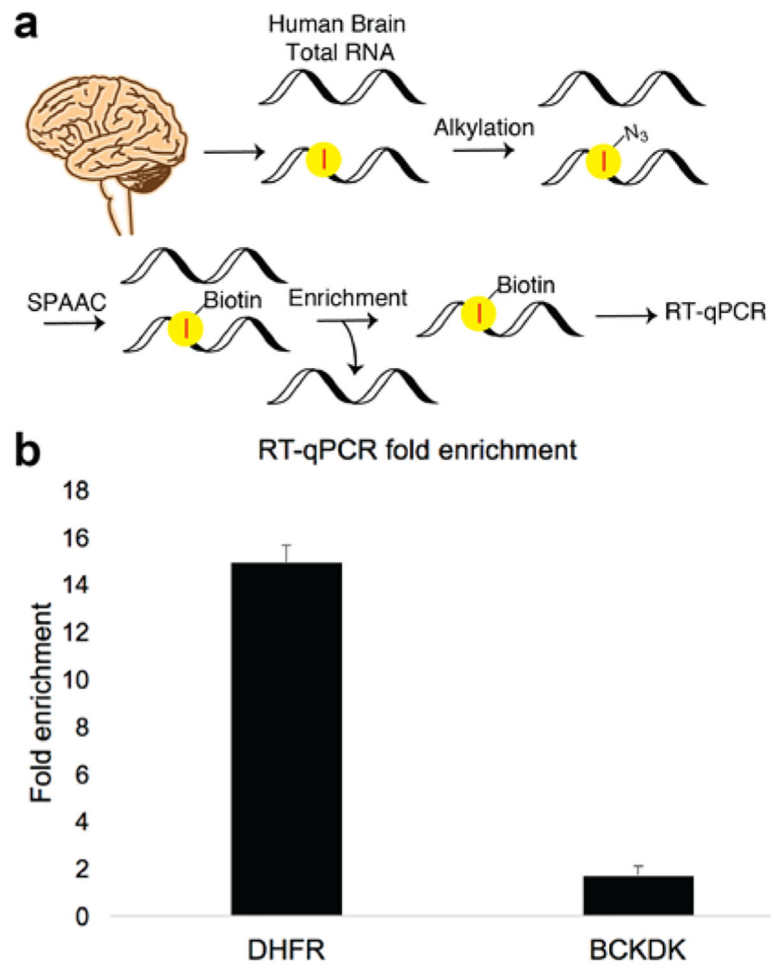 a
Human Brain
Total RNA
I
Alkylation
I
N3
SPAAC
I
Biotin
Enrichment
I
Biotin
RT-qPCR
b
RT-qPCR fold enrichment
Fold enrichment
18
16
14
12
10
8
6
4
2
0
DHFR
BCKDK